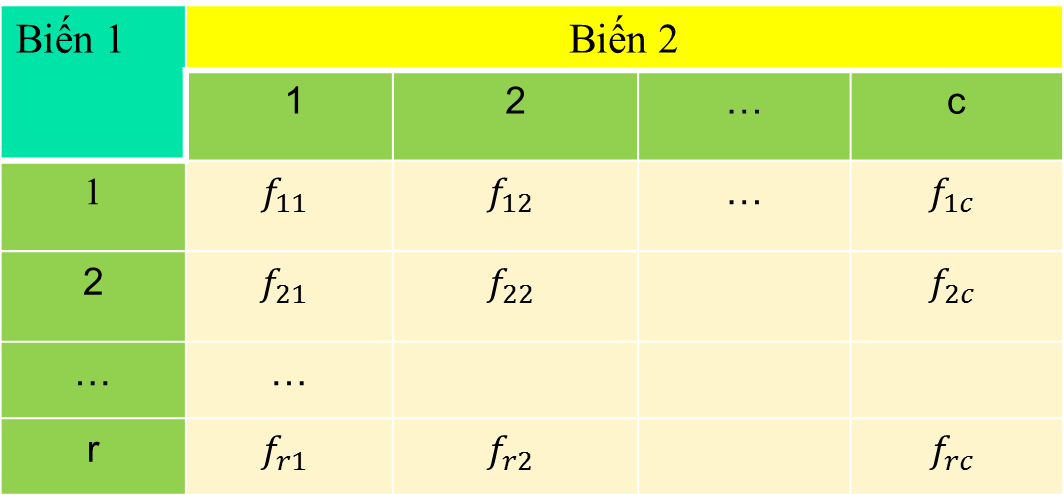 Biến 1 Biến 2
1 2 … c
1 f₁₁ f₁₂ … f₁c
2 f₂₁ f₂₂ f₂c
… …
r fᵣ₁ fᵣ₂ fᵣc